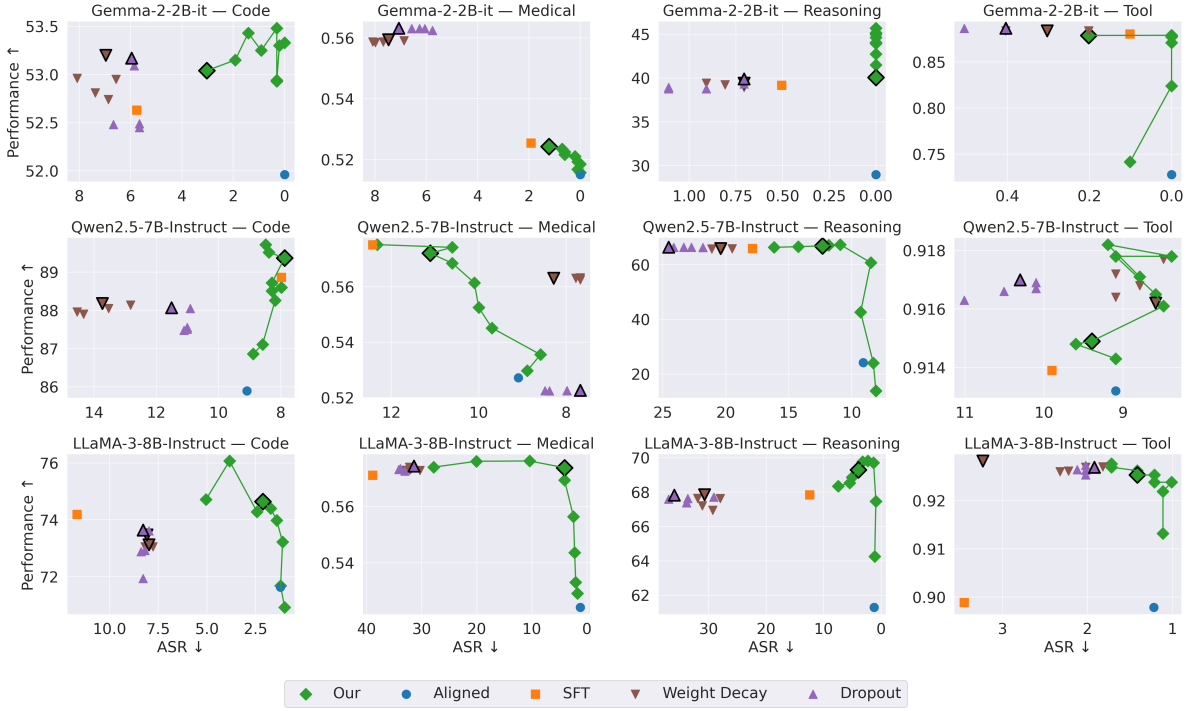 Gemma-2-2B-it — Code
Gemma-2-2B-it — Medical
Gemma-2-2B-it — Reasoning
Gemma-2-2B-it — Tool
Performance ↑
53.5
53.0
52.5
52.0
8 6 4 2 0
0.56
0.54
0.52
8 6 4 2 0
45
40
35
30
1.00 0.75 0.50 0.25 0.00
0.85
0.80
0.75
0.4 0.2 0.0
Qwen2.5-7B-Instruct — Code
Qwen2.5-7B-Instruct — Medical
Qwen2.5-7B-Instruct — Reasoning
Qwen2.5-7B-Instruct — Tool
Performance ↑
89
88
87
86
14 12 10 8
0.56
0.54
0.52
12 10 8
60
40
20
25 20 15 10
0.918
0.916
0.914
11 10 9
LLaMA-3-8B-Instruct — Code
LLaMA-3-8B-Instruct — Medical
LLaMA-3-8B-Instruct — Reasoning
LLaMA-3-8B-Instruct — Tool
Performance ↑
76
74
72
10.0 7.5 5.0 2.5
ASR ↓
0.56
0.54
40 30 20 10 0
ASR ↓
70
68
66
64
62
30 20 10 0
ASR ↓
0.92
0.91
0.90
3 2 1
ASR ↓
Our Aligned SFT Weight Decay Dropout